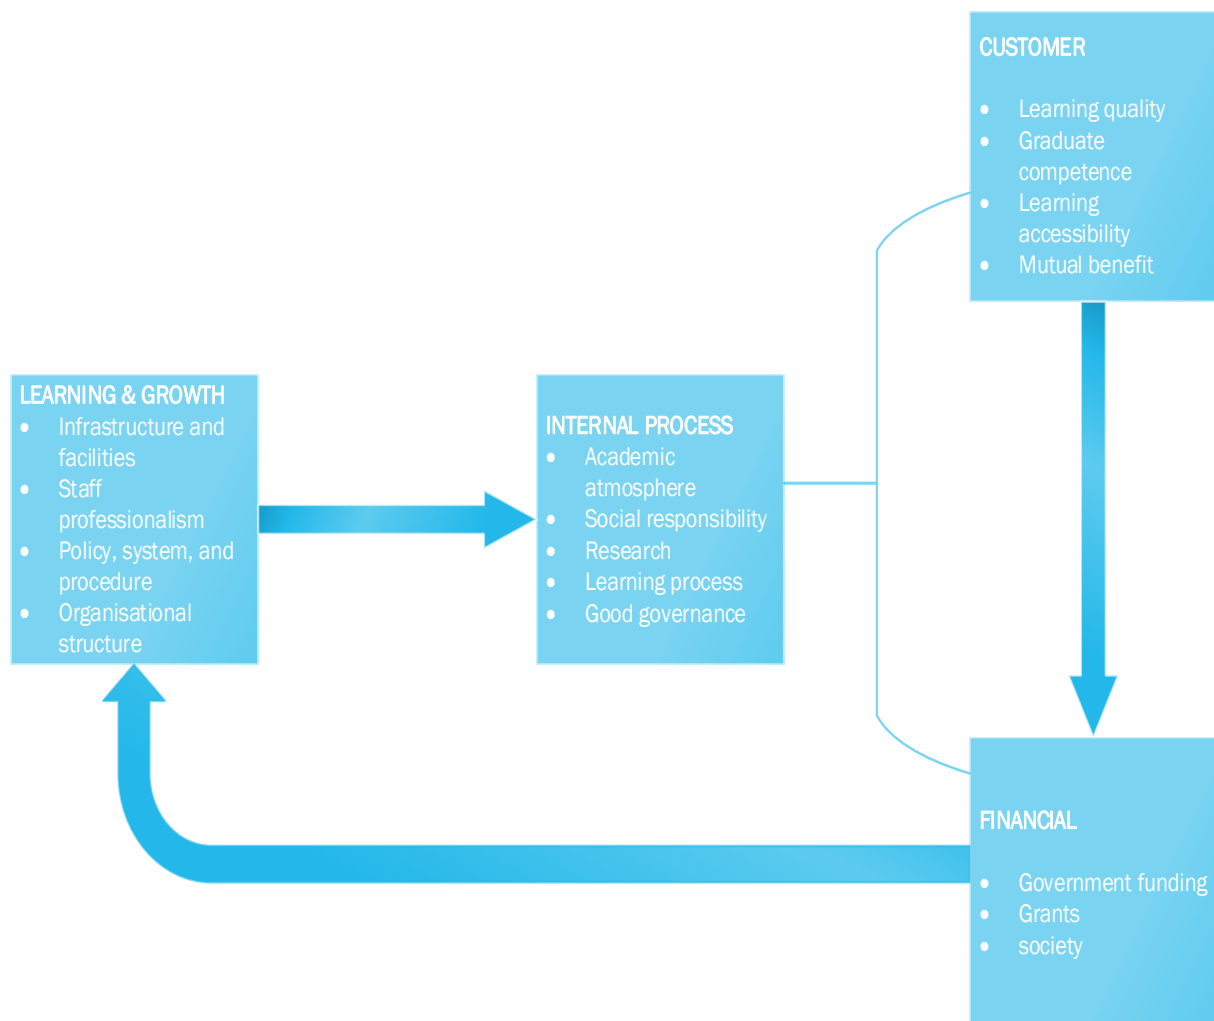 CUSTOMER
• Learning quality
• Graduate
competence
• Learning
accessibility
• Mutual benefit
LEARNING & GROWTH
• Infrastructure and
facilities
• Staff
professionalism
• Policy, system, and
procedure
• Organisational
structure
INTERNAL PROCESS
• Academic
atmosphere
• Social responsibility
• Research
• Learning process
• Good governance
FINANCIAL
• Government funding
• Grants
• society